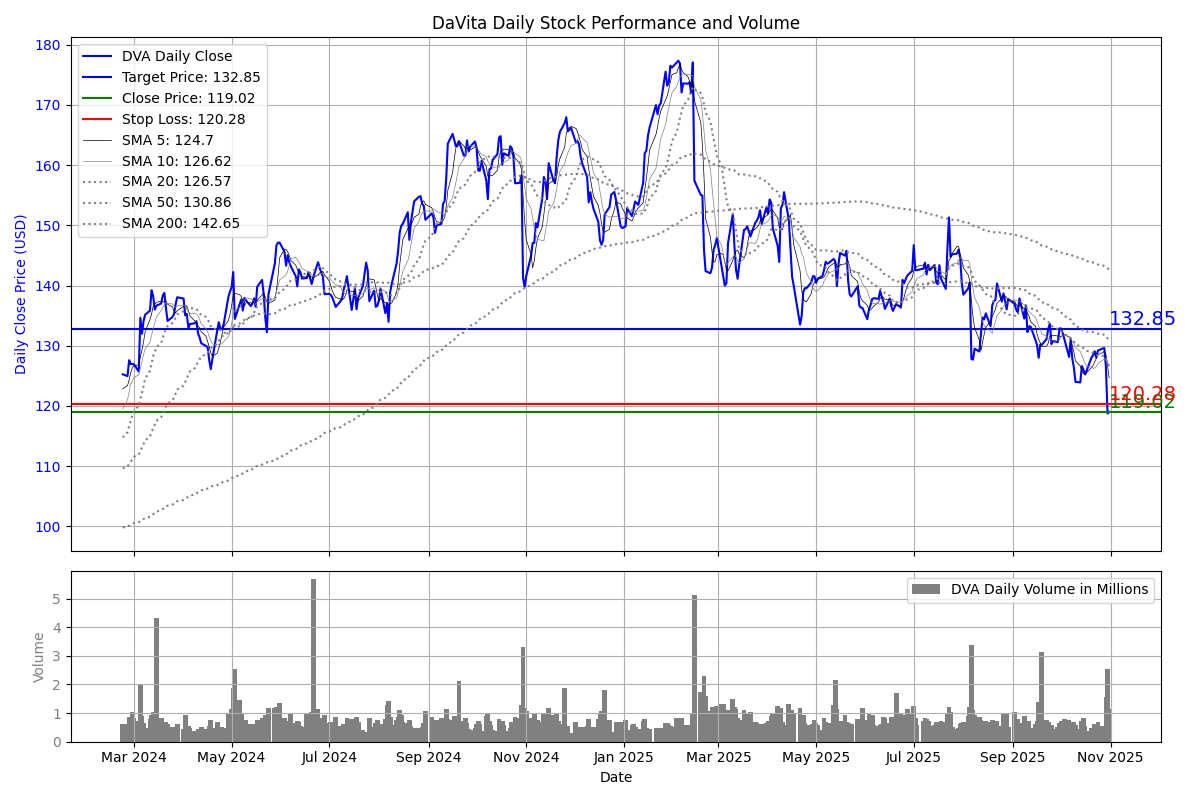 DaVita Daily Stock Performance and Volume
180
170
160
150
140
130
120
110
100
Daily Close Price (USD)
DVA Daily Close
Target Price: 132.85
Close Price: 119.02
Stop Loss: 120.28
SMA 5: 124.7
SMA 10: 126.62
SMA 20: 126.57
SMA 50: 130.86
SMA 200: 142.65
132.85
120.28
119.02
5
4
3
2
1
0
Volume
DVA Daily Volume in Millions
Mar 2024 May 2024 Jul 2024 Sep 2024 Nov 2024 Jan 2025 Mar 2025 May 2025 Jul 2025 Sep 2025 Nov 2025
Date